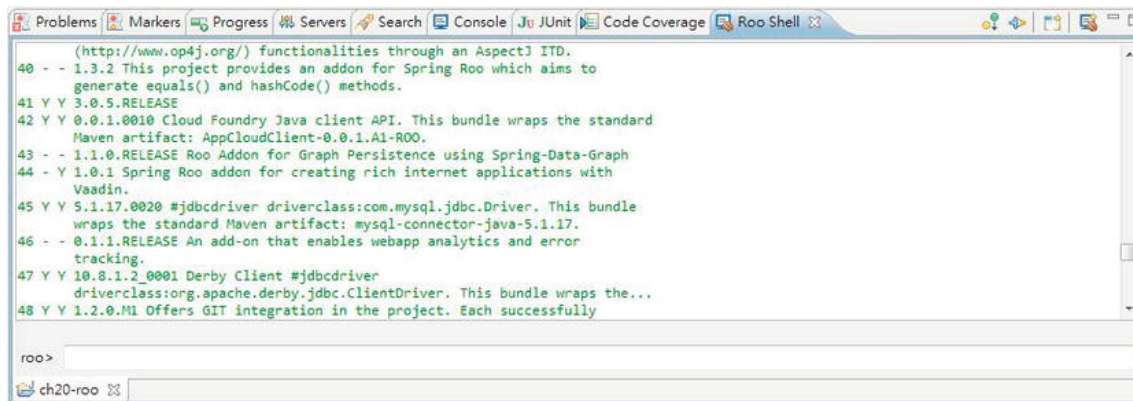 Problems Markers Progress Servers Search Console Ju JUnit Code Coverage Roo Shell
(http://www.op4j.org/) functionalities through an AspectJ ITD.
40 - - 1.3.2 This project provides an addon for Spring Roo which aims to
generate equals() and hashCode() methods.
41 Y Y 3.0.5.RELEASE
42 Y Y 0.0.1.0010 Cloud Foundry Java client API. This bundle wraps the standard
Maven artifact: AppCloudClient-0.0.1.A1-ROO.
43 - - 1.1.0.RELEASE Roo Addon for Graph Persistence using Spring-Data-Graph
44 - Y 1.0.1 Spring Roo addon for creating rich internet applications with
Vaadin.
45 Y Y 5.1.17.0020 #jdbcdriver driverclass:com.mysql.jdbc.Driver. This bundle
wraps the standard Maven artifact: mysql-connector-java-5.1.17.
46 - - 0.1.1.RELEASE An add-on that enables webapp analytics and error
tracking.
47 Y Y 10.8.1.2_0001 Derby Client #jdbcdriver
driverclass:org.apache.derby.jdbc.ClientDriver. This bundle wraps the...
48 Y Y 1.2.0.M1 Offers GIT integration in the project. Each successfully
roo>
ch20-roo